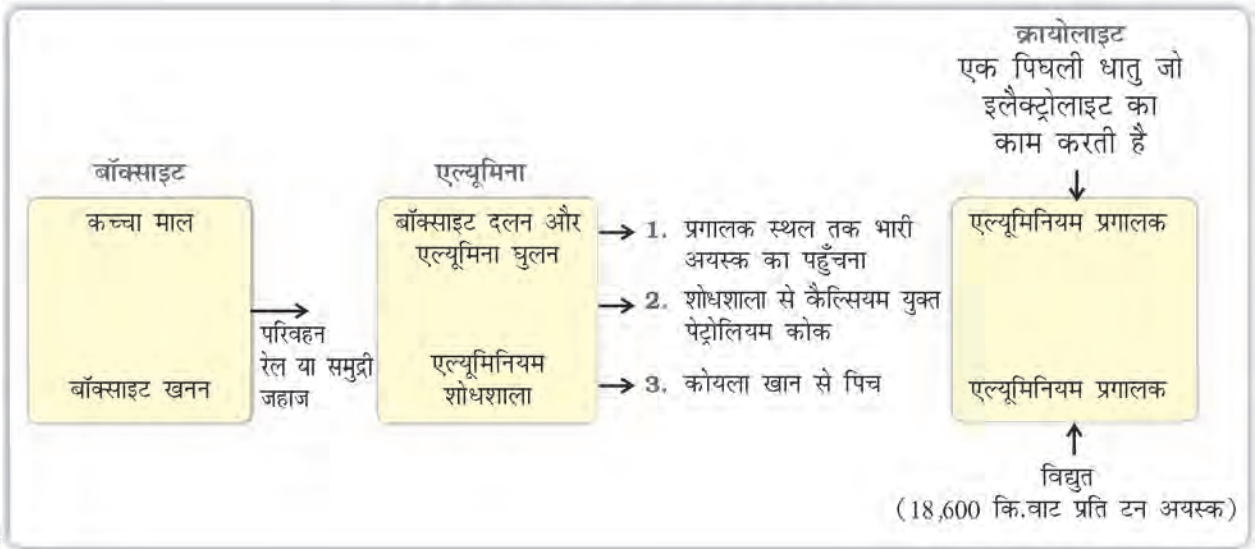 क्रायोलाइट
एक पिघली धातु जो
इलैक्ट्रोलाइट का
काम करती है
बॉक्साइट
कच्चा माल
बॉक्साइट खनन
परिवहन
रेल या समुद्री
जहाज
एल्यूमिना
बॉक्साइट दलन और
एल्यूमिना घुलन
एल्यूमिनियम
शोधशाला
1. प्रगालक स्थल तक भारी
अयस्क का पहुँचना
2. शोधशाला से कैल्सियम युक्त
पेट्रोलियम कोक
3. कोयला खान से पिच
एल्यूमिनियम प्रगालक
एल्यूमिनियम प्रगालक
विद्युत
(18,600 कि.वाट प्रति टन अयस्क)